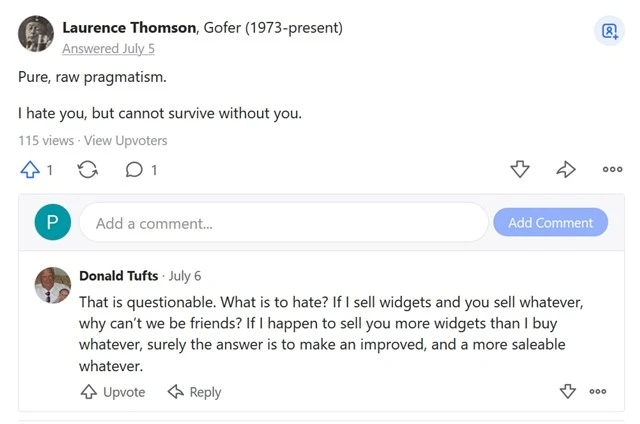 Laurence Thomson, Gofer (1973-present)
Answered July 5
Pure, raw pragmatism.
I hate you, but cannot survive without you.
115 views · View Upvoters
1
1
P
Add a comment...
Add Comment
Donald Tufts · July 6
That is questionable. What is to hate? If I sell widgets and you sell whatever,
why can’t we be friends? If I happen to sell you more widgets than I buy
whatever, surely the answer is to make an improved, and a more saleable
whatever.
Upvote
Reply